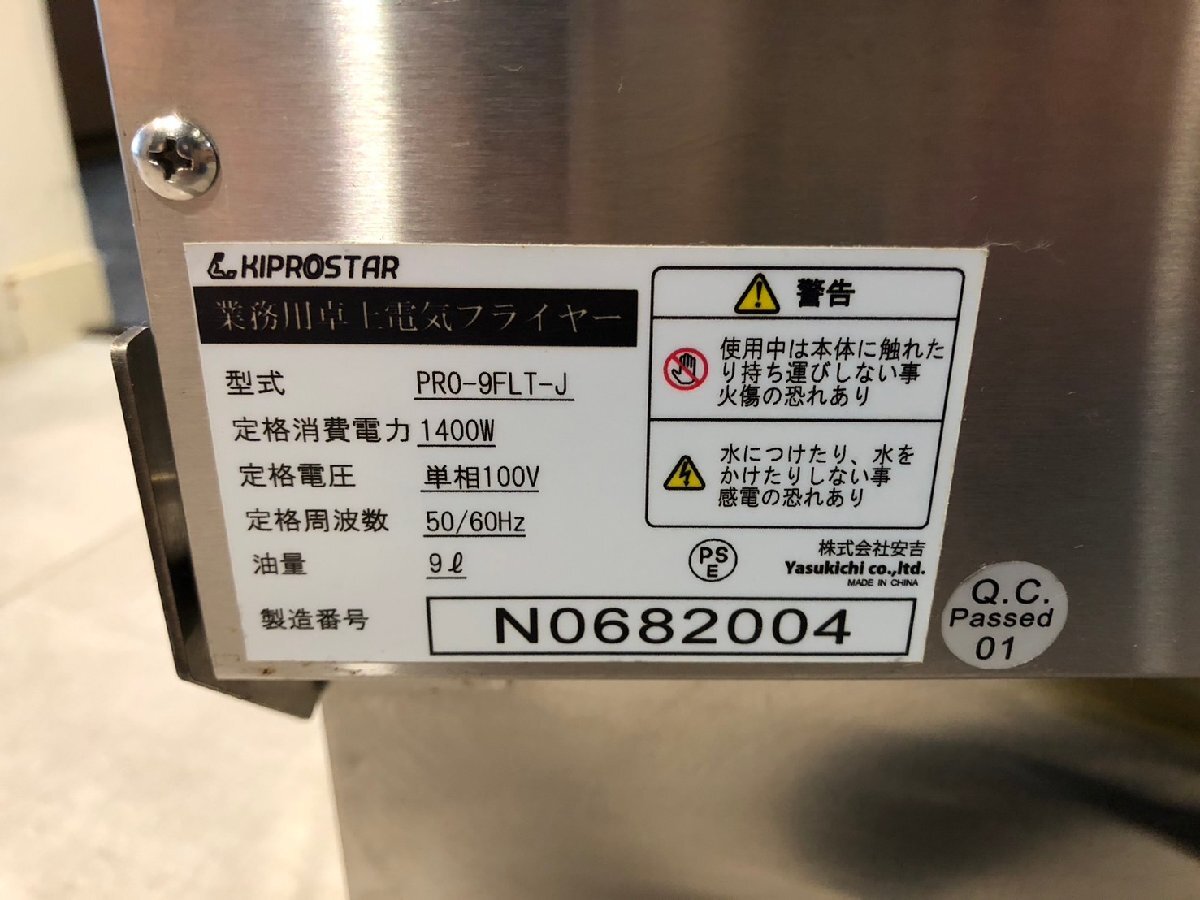 KIPROSTAR
業務用卓上電気フライヤー
型式 PRO-9FLT-J
定格消費電力 1400W
定格電圧 単相100V
定格周波数 50/60Hz
油量 9ℓ
製造番号 N0682004
警告
使用中は本体に触れた
り持ち運びしない事
火傷の恐れあり
水につけたり、水を
かけたりしない事
感電の恐れあり
PS
E
株式会社安吉
Yasukichi co.,ltd.
MADE IN CHINA
Q.C.
Passed
01